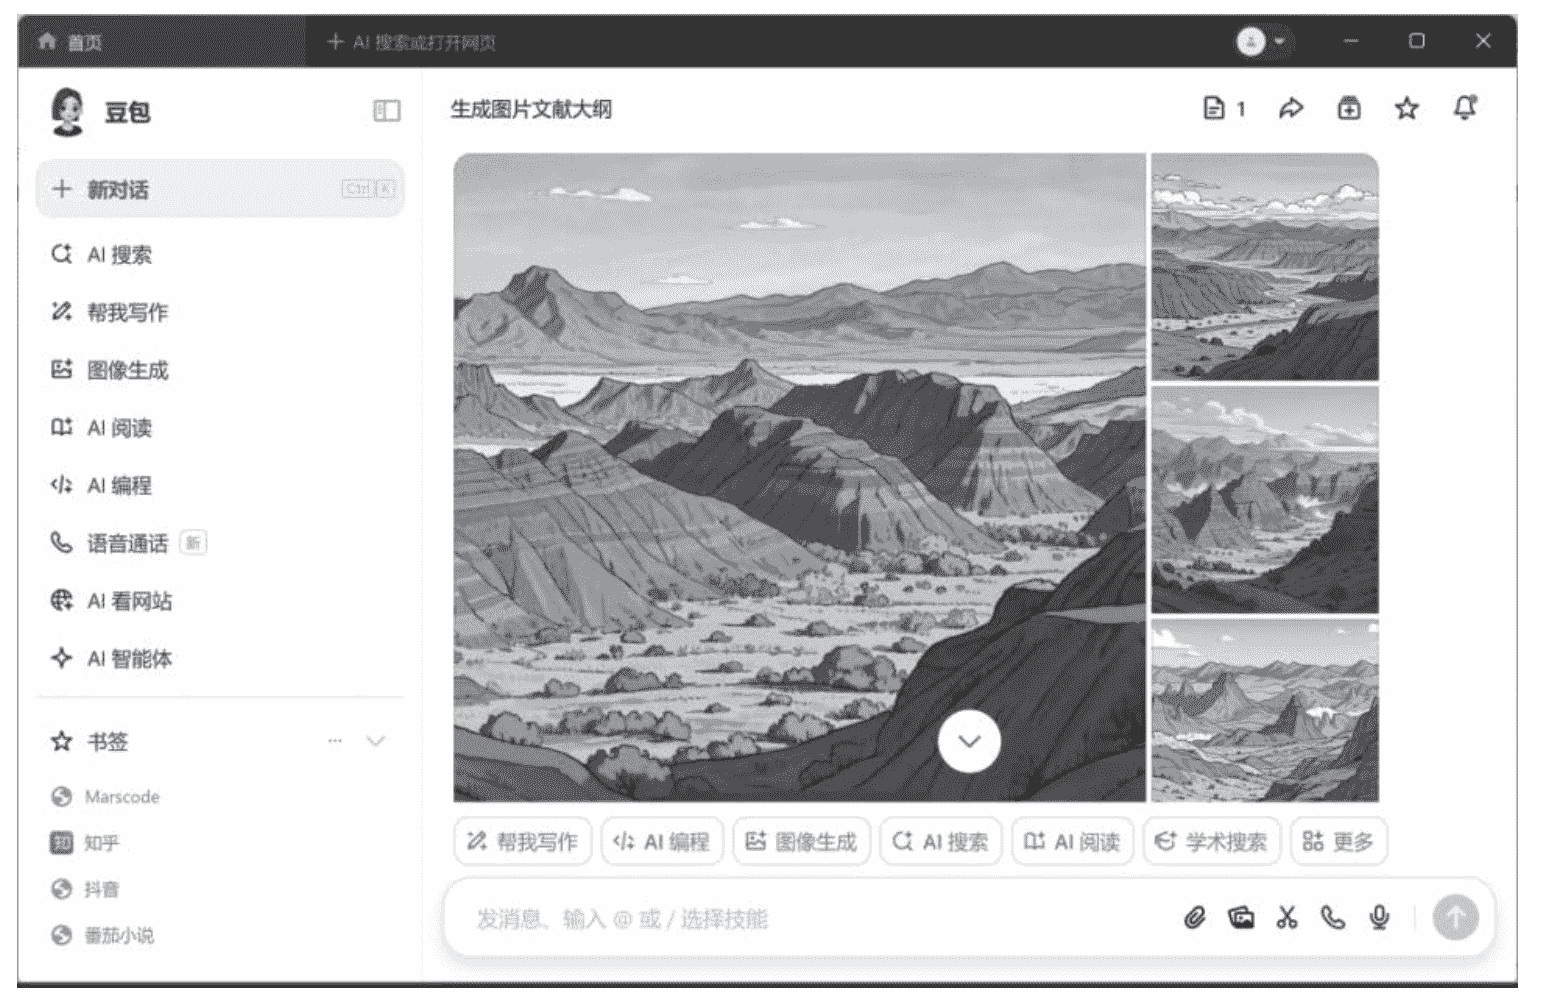 首页
AI 搜索或打开网页
豆包
新对话 Ctrl K
AI 搜索
帮我写作
图像生成
AI 阅读
AI 编程
语音通话 新
AI 看网站
AI 智能体
书签 ...
Marscode
知 知乎
抖音
番茄小说
生成图片文献大纲
1
帮我写作 AI 编程 图像生成 AI 搜索 AI 阅读 学术搜索 更多
发消息、输入 @ 或 / 选择技能